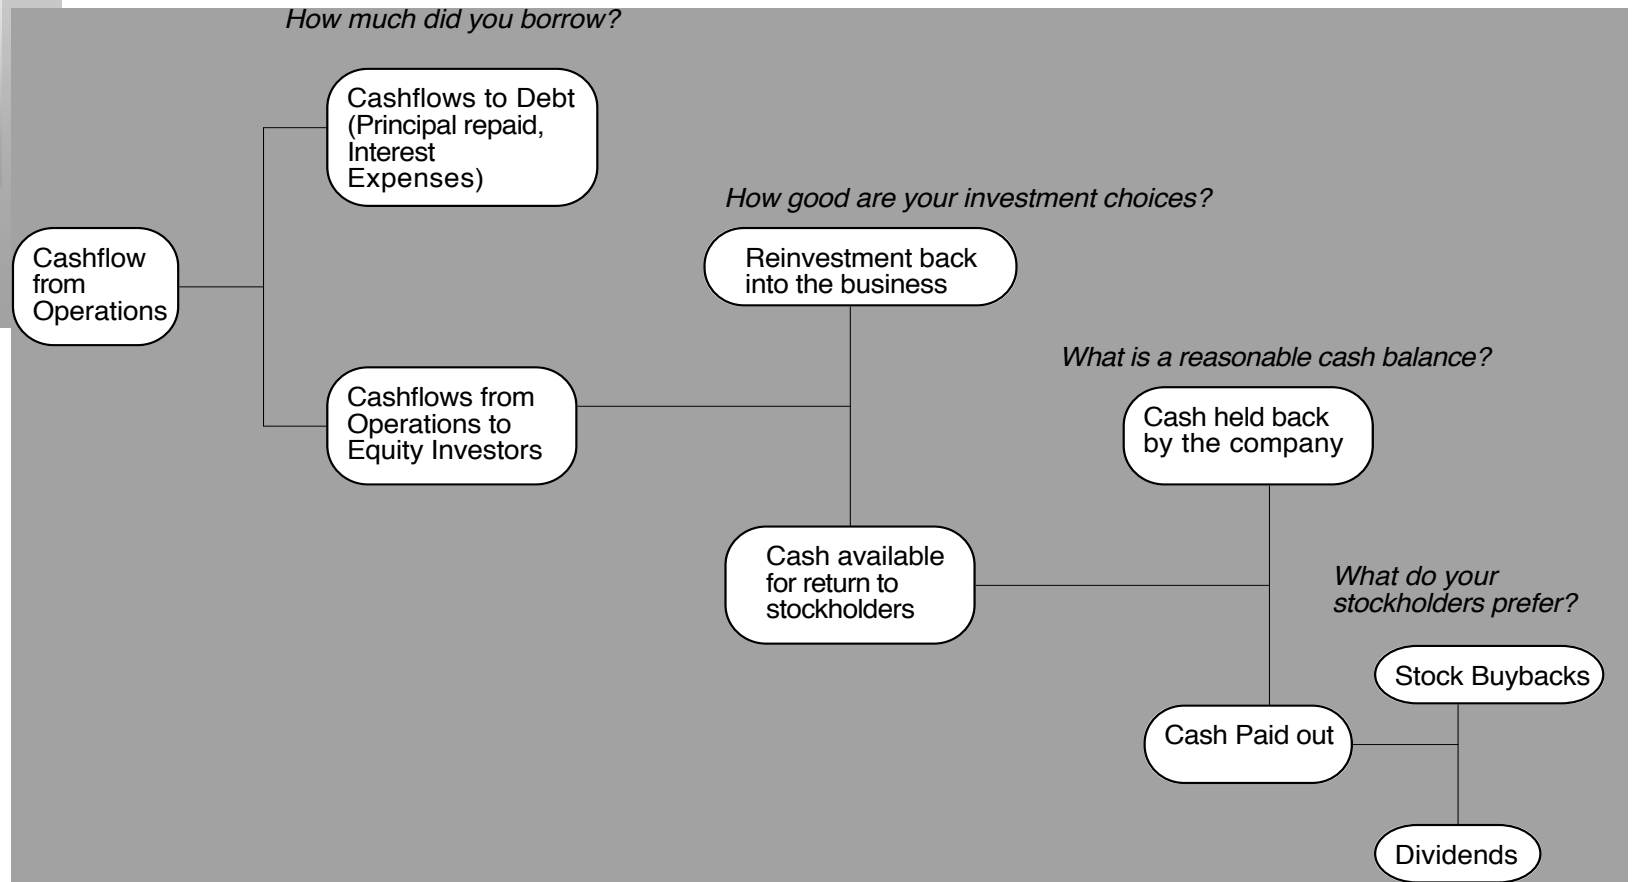 How much did you borrow?
Cashflows to Debt
(Principal repaid,
Interest
Expenses)
How good are your investment choices?
Cashflow
from
Operations
Reinvestment back
into the business
What is a reasonable cash balance?
Cashflows from
Operations to
Equity Investors
Cash held back
by the company
Cash available
for return to
stockholders
What do your
stockholders prefer?
Stock Buybacks
Cash Paid out
Dividends